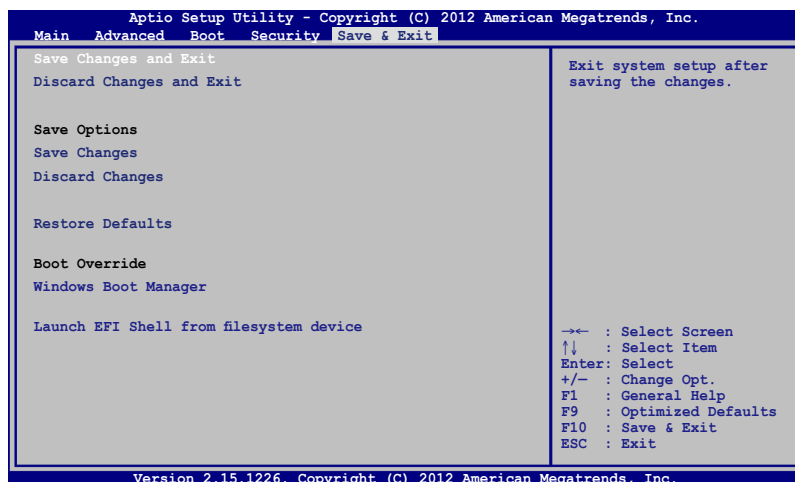 Aptio Setup Utility - Copyright (C) 2012 American Megatrends, Inc.
Main Advanced Boot Security Save & Exit
Save Changes and Exit
Discard Changes and Exit
Save Options
Save Changes
Discard Changes
Restore Defaults
Boot Override
Windows Boot Manager
Launch EFI Shell from filesystem device
Exit system setup after
saving the changes.
→← : Select Screen
↑↓ : Select Item
Enter: Select
+/— : Change Opt.
F1 : General Help
F9 : Optimized Defaults
F10 : Save & Exit
ESC : Exit
Version 2.15.1226. Copyright (C) 2012 American Megatrends, Inc.